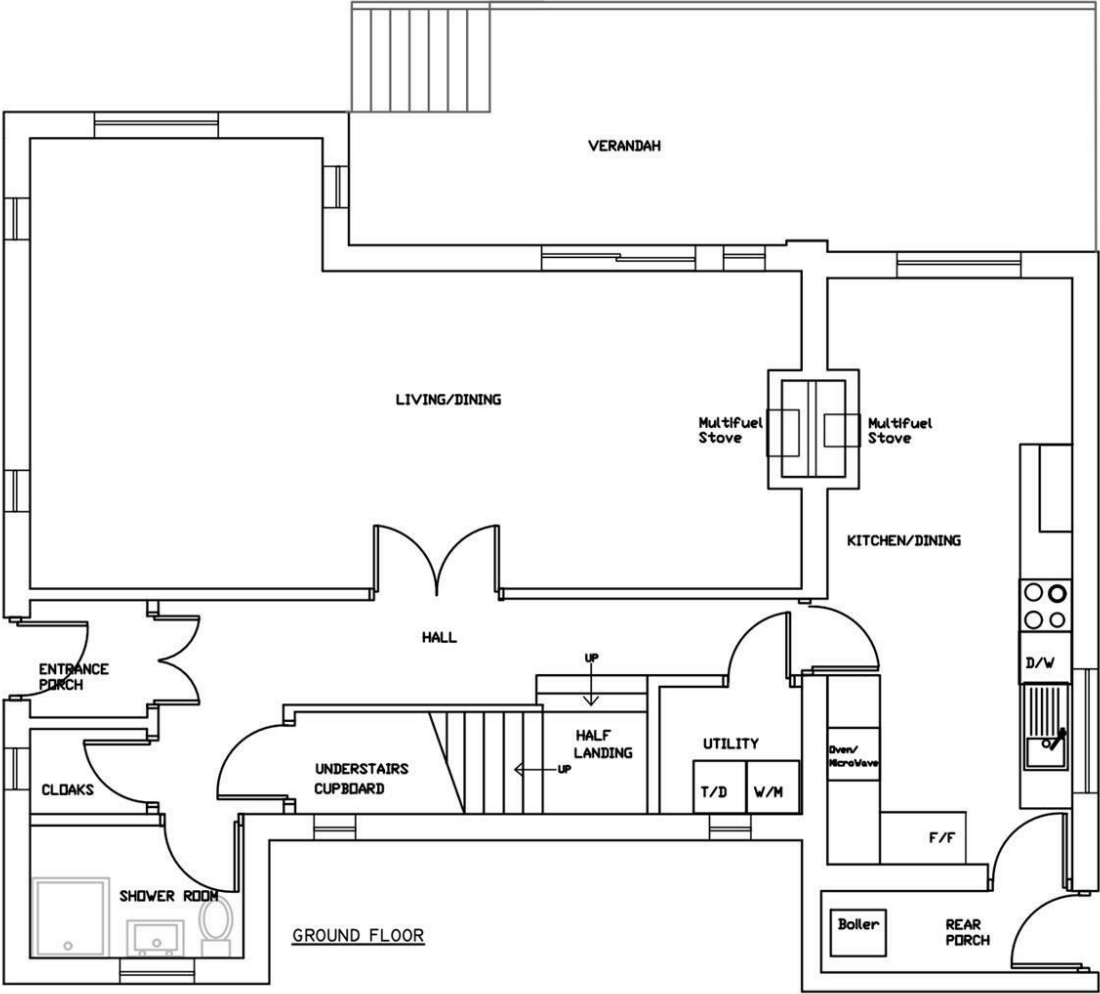 VERANDAH
LIVING/DINING
Multifuel
Stove
Multifuel
Stove
KITCHEN/DINING
HALL
UP
ENTRANCE
PORCH
D/W
HALF
LANDING
UTILITY
Oven/
MicroWave
UNDERSTAIRS
CUPBOARD
UP
CLOAKS
T/D
W/M
F/F
SHOWER ROOM
GROUND FLOOR
Boiler
REAR
PORCH